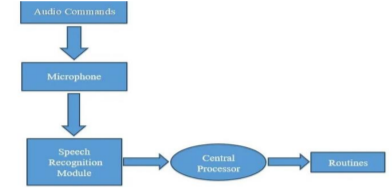 Audio Commands
Microphone
Speech
Recognition
Module
Central
Processor
Routines